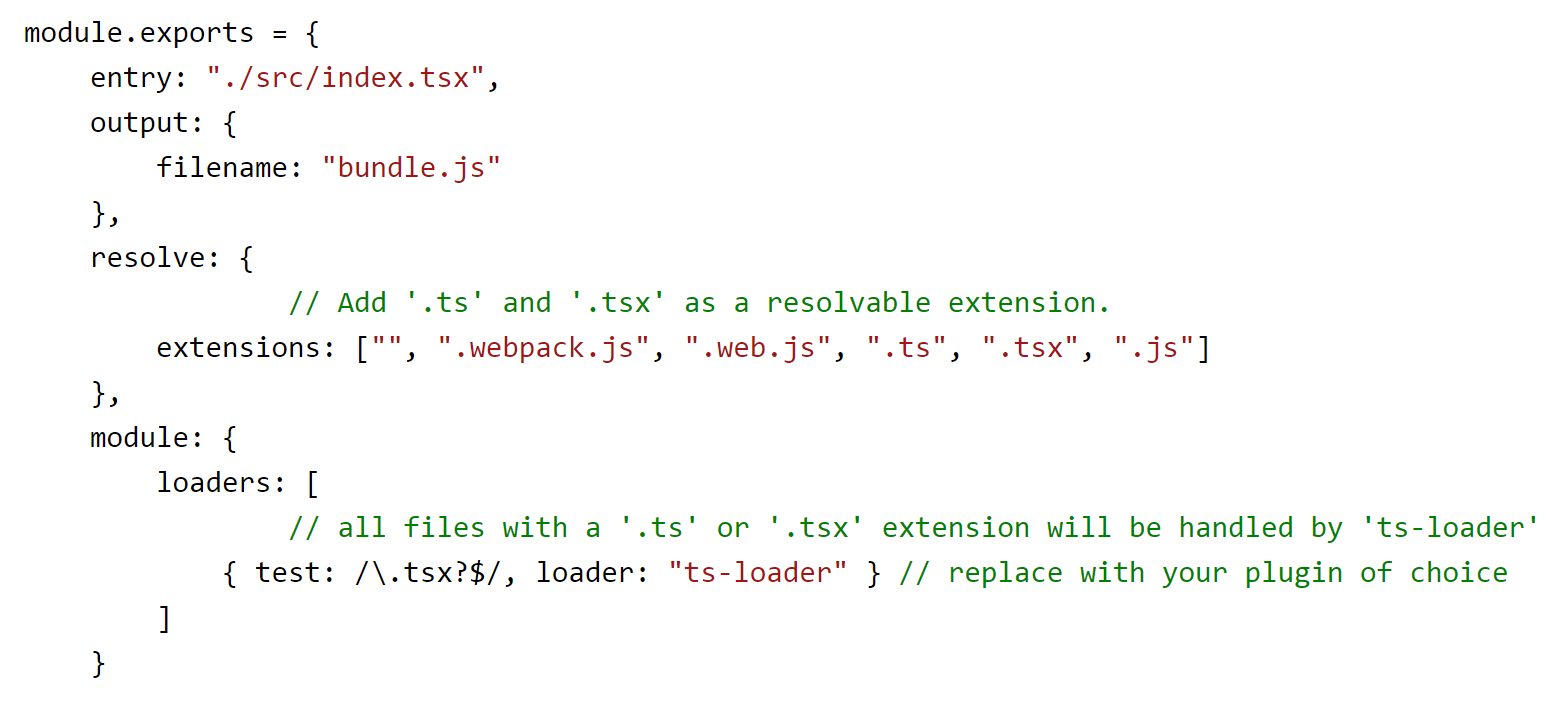 module.exports = {
    entry: "./src/index.tsx",
    output: {
        filename: "bundle.js"
    },
    resolve: {
                // Add '.ts' and '.tsx' as a resolvable extension.
        extensions: ["", ".webpack.js", ".web.js", ".ts", ".tsx", ".js"]
    },
    module: {
        loaders: [
                // all files with a '.ts' or '.tsx' extension will be handled by 'ts-loader'
            { test: /\.tsx?$/, loader: "ts-loader" } // replace with your plugin of choice
        ]
    }